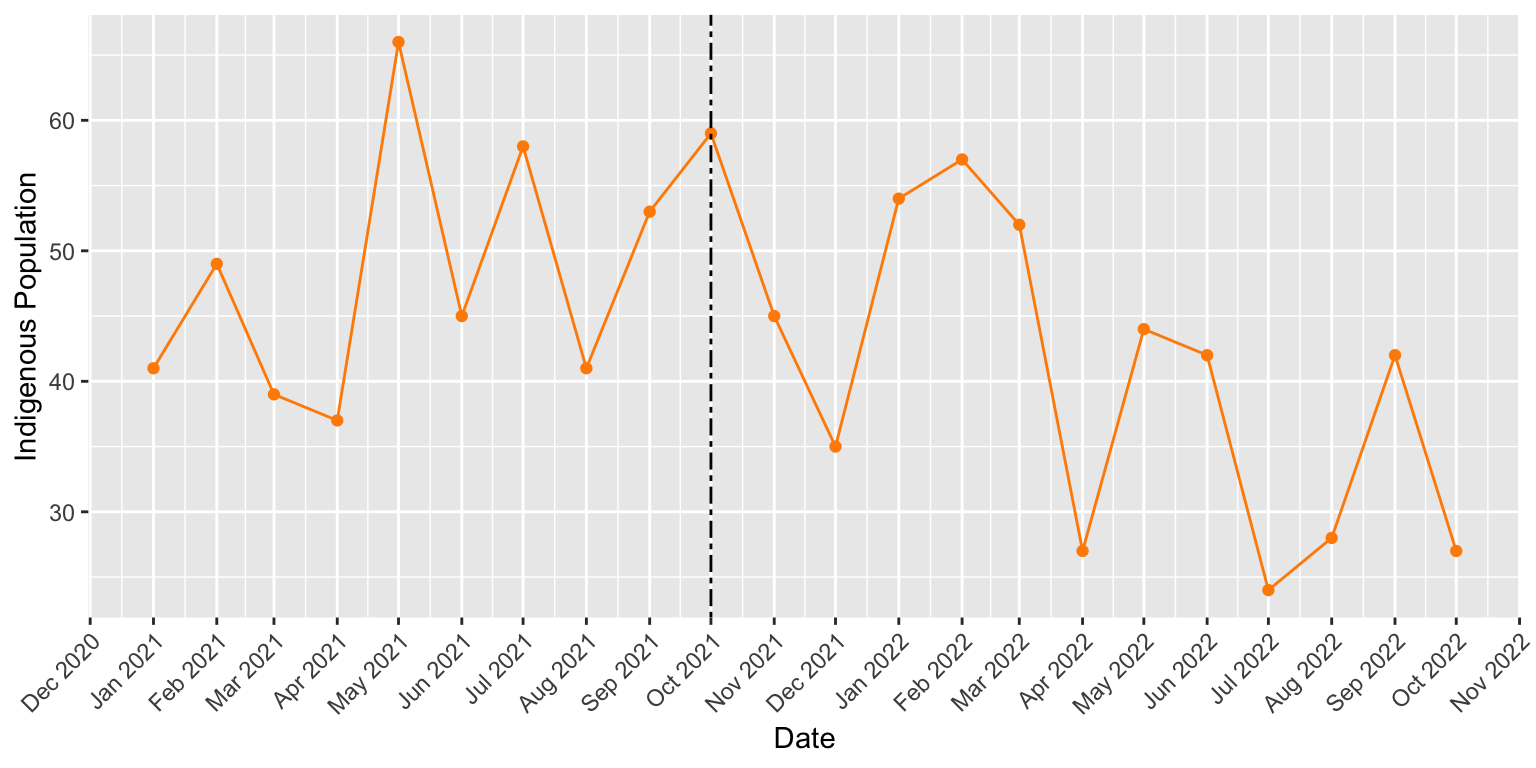 Indigenous Population
60
50
40
30
Dec 2020
Jan 2021
Feb 2021
Mar 2021
Apr 2021
May 2021
Jun 2021
Jul 2021
Aug 2021
Sep 2021
Oct 2021
Nov 2021
Dec 2021
Jan 2022
Feb 2022
Mar 2022
Apr 2022
May 2022
Jun 2022
Jul 2022
Aug 2022
Sep 2022
Oct 2022
Nov 2022
Date